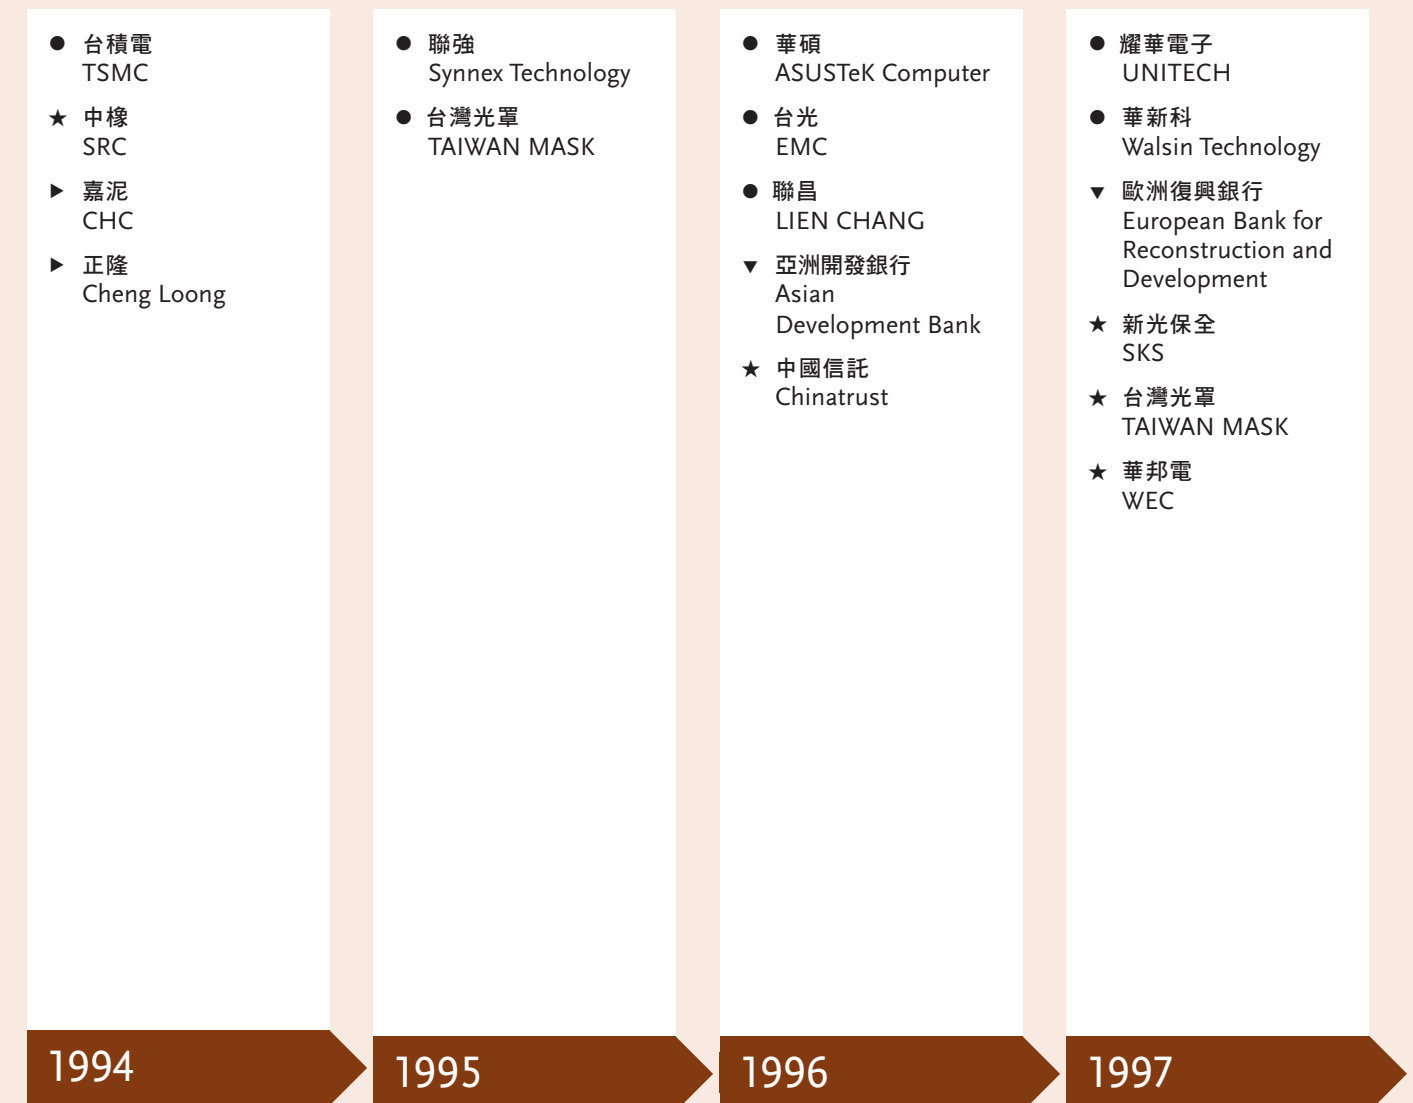 ● 台積電
TSMC
★ 中橡
SRC
▶ 嘉泥
CHC
▶ 正隆
Cheng Loong
1994
● 聯強
Synnex Technology
● 台灣光罩
TAIWAN MASK
1995
● 華碩
ASUSTeK Computer
● 台光
EMC
● 聯昌
LIEN CHANG
▼ 亞洲開發銀行
Asian
Development Bank
★ 中國信託
Chinatrust
1996
● 耀華電子
UNITECH
● 華新科
Walsin Technology
▼ 歐洲復興銀行
European Bank for
Reconstruction and
Development
★ 新光保全
SKS
★ 台灣光罩
TAIWAN MASK
★ 華邦電
WEC
1997